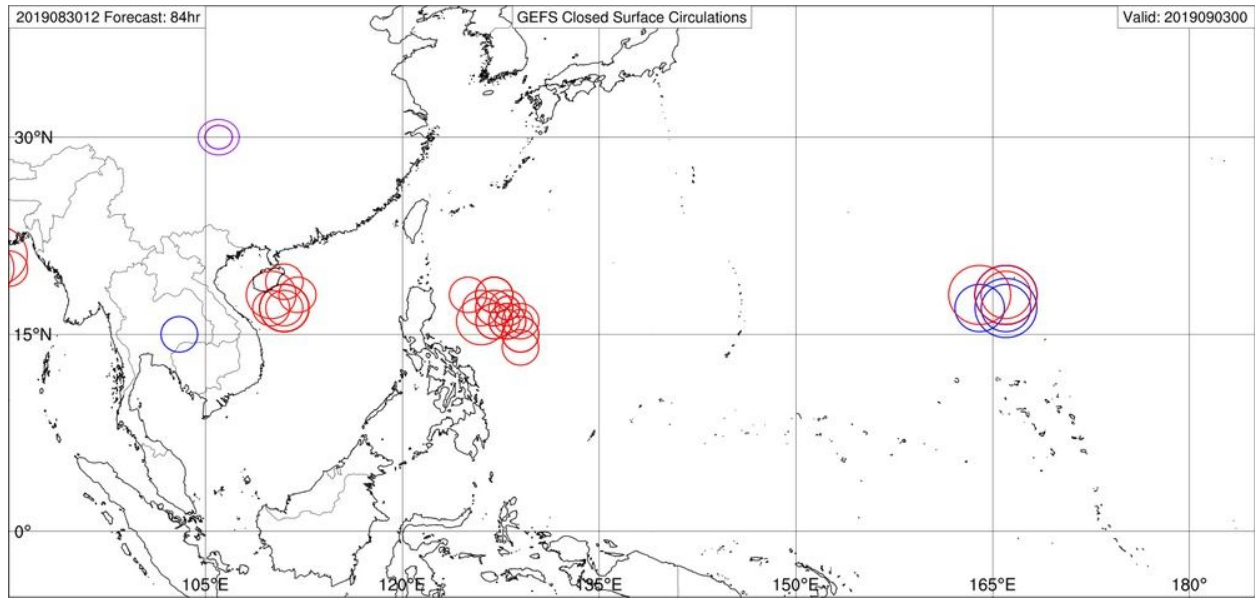 2019083012 Forecast: 84hr
GEFS Closed Surface Circulations
Valid: 2019090300
30°N
15°N
0°
105°E
120°E
135°E
150°E
165°E
180°